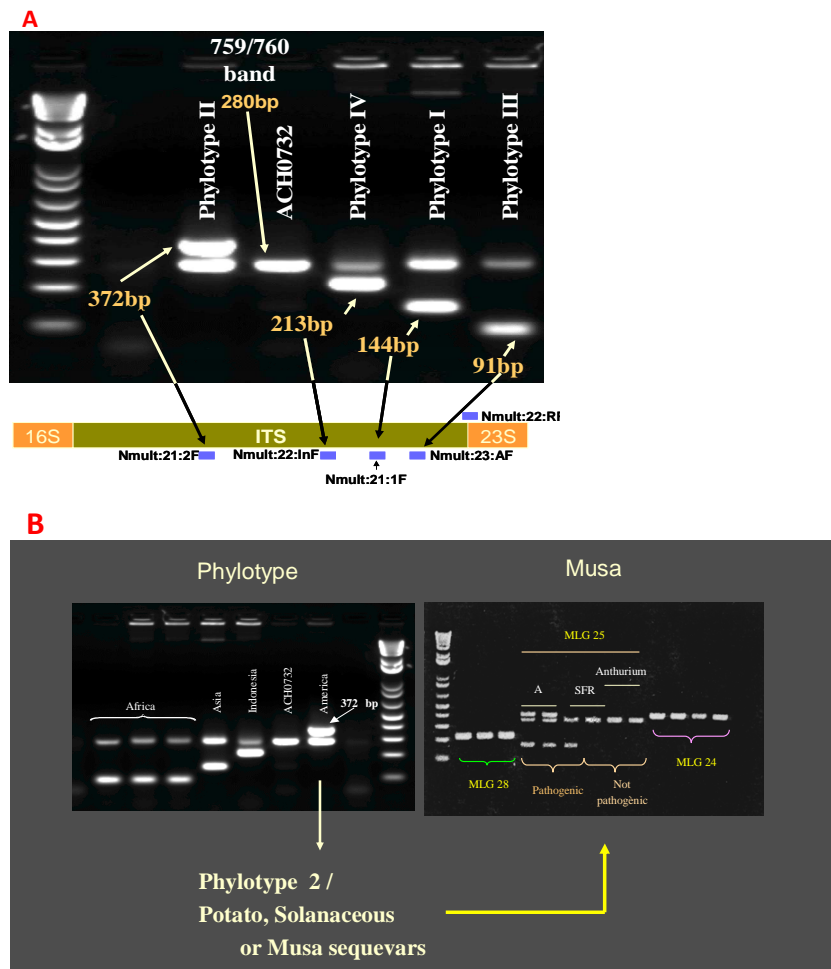 A
759/760
band
280bp
Phylotype II
ACH0732
Phylotype IV
Phylotype I
Phylotype III
372bp
213bp
144bp
91bp
Nmult:22:RF
16S
ITS
23S
Nmult:21:2F
Nmult:22:InF
Nmult:23:AF
Nmult:21:1F
B
Phylotype
Musa
Africa
Asia
Indonesia
ACH0732
America
372 bp
MLG 25
Anthurium
A
SFR
MLG 28
Pathogenic
Not
pathogènic
MLG 24
Phylotype 2 /
Potato, Solanaceous
or Musa sequevars